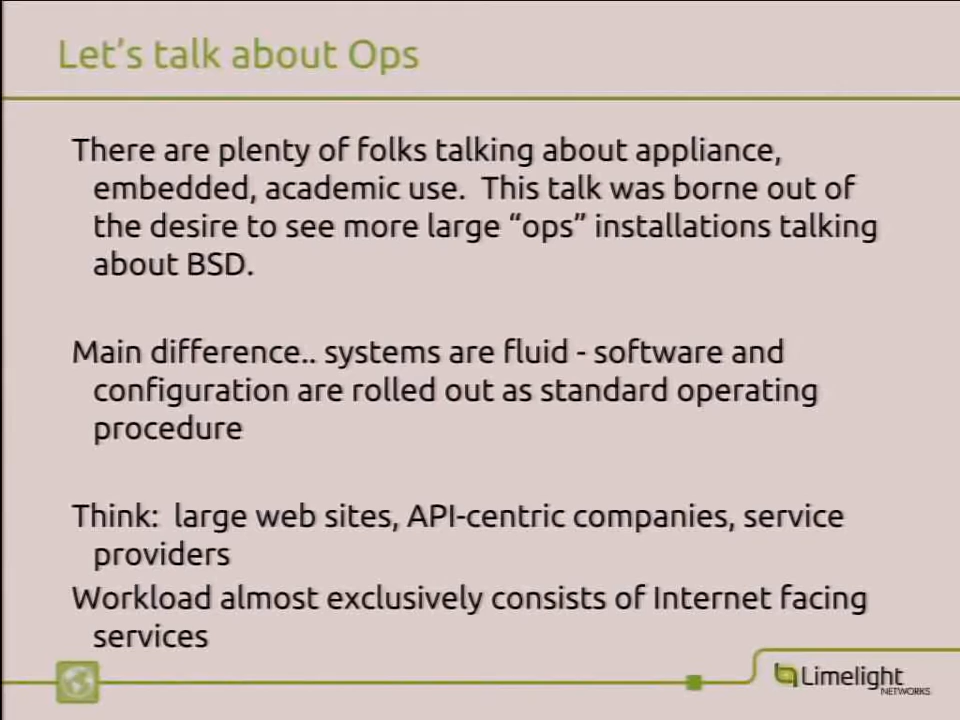 Let's talk about Ops
There are plenty of folks talking about appliance,
embedded, academic use.  This talk was borne out of
the desire to see more large “ops” installations talking
about BSD.
Main difference.. systems are fluid - software and
configuration are rolled out as standard operating
procedure
Think:  large web sites, API-centric companies, service
providers
Workload almost exclusively consists of Internet facing
services
Limelight
NETWORKS